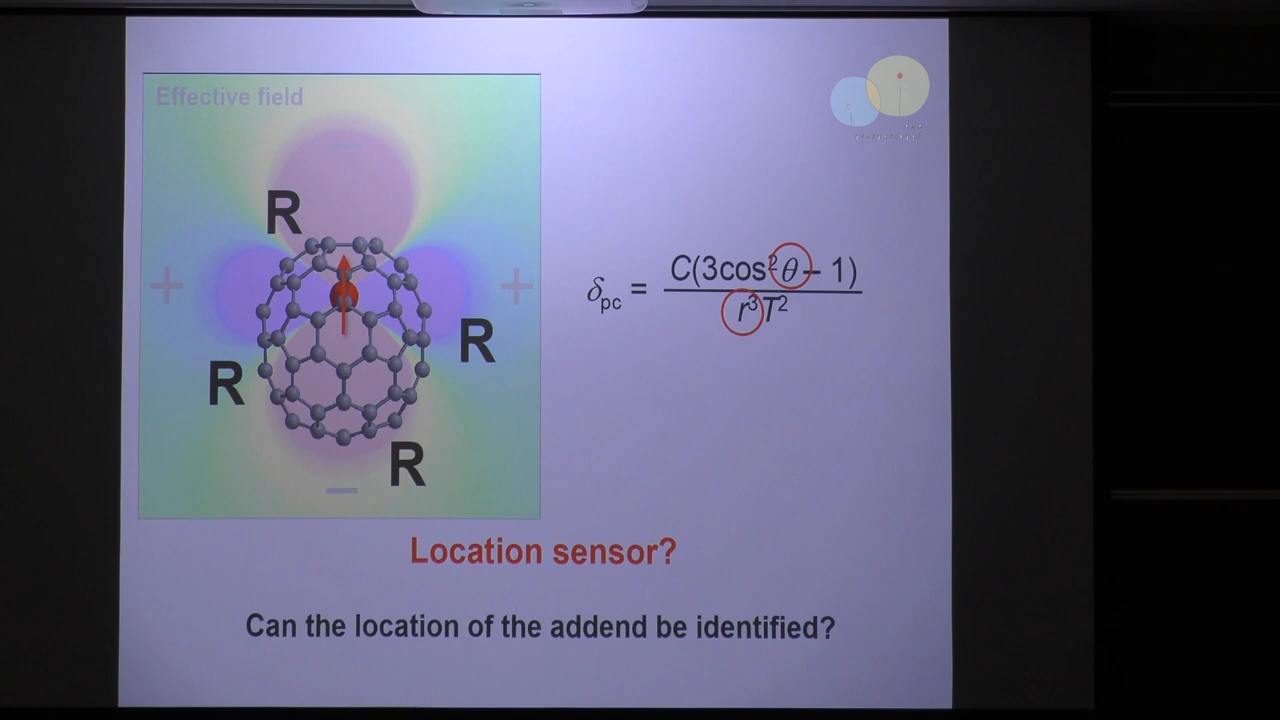 Effective field
−
R
+
+
R
R
R
−
δpc = C(3cos²θ − 1) / r³T²
Location sensor?
Can the location of the addend be identified?